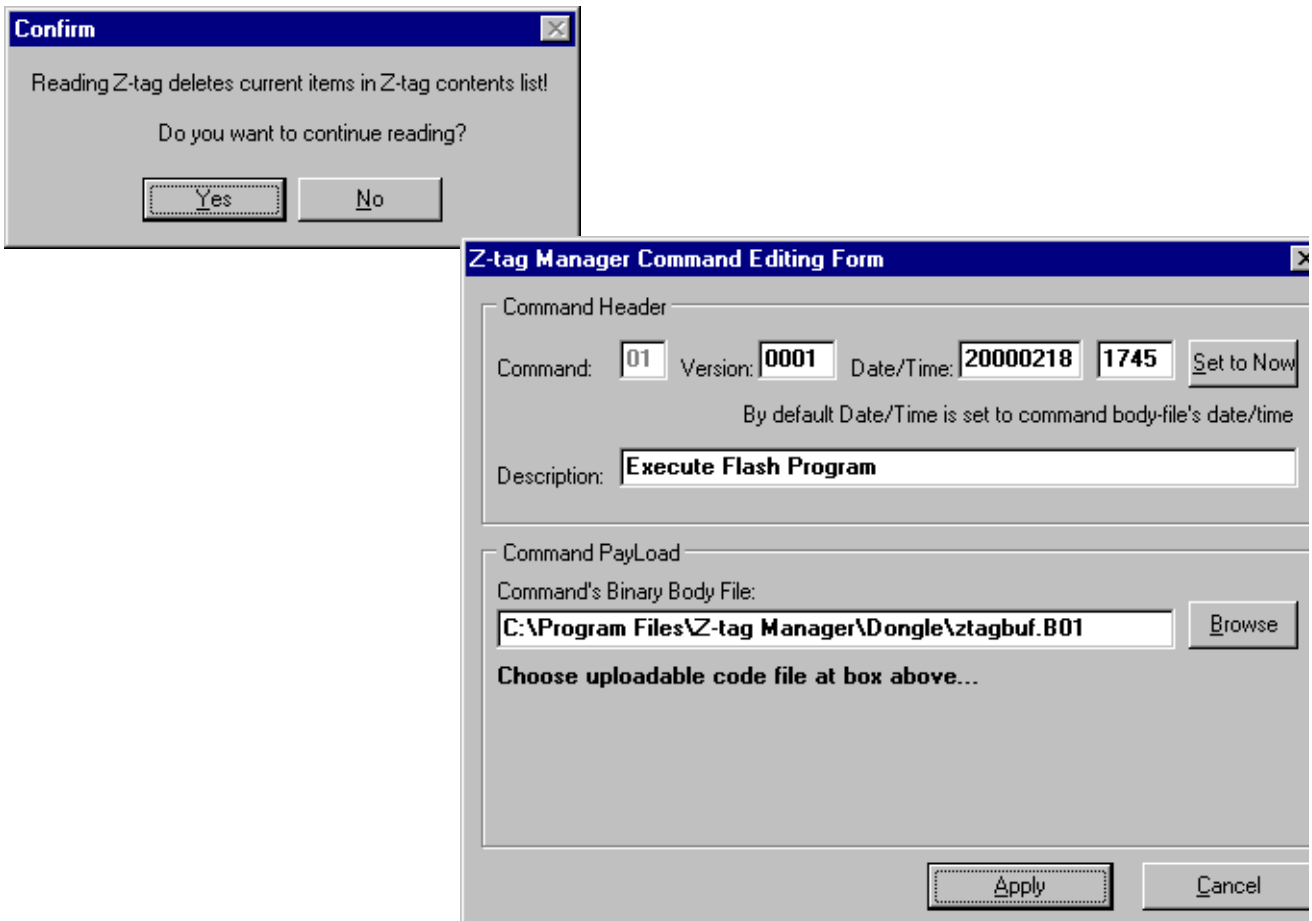 Confirm
Reading Z-tag deletes current items in Z-tag contents list!
Do you want to continue reading?
Yes No
Z-tag Manager Command Editing Form
Command Header
Command: 01 Version: 0001 Date/Time: 20000218 1745 Set to Now
By default Date/Time is set to command body-file's date/time
Description: Execute Flash Program
Command PayLoad
Command's Binary Body File:
C:\Program Files\Z-tag Manager\Dongle\ztagbuf.B01 Browse
Choose uploadable code file at box above...
Apply Cancel